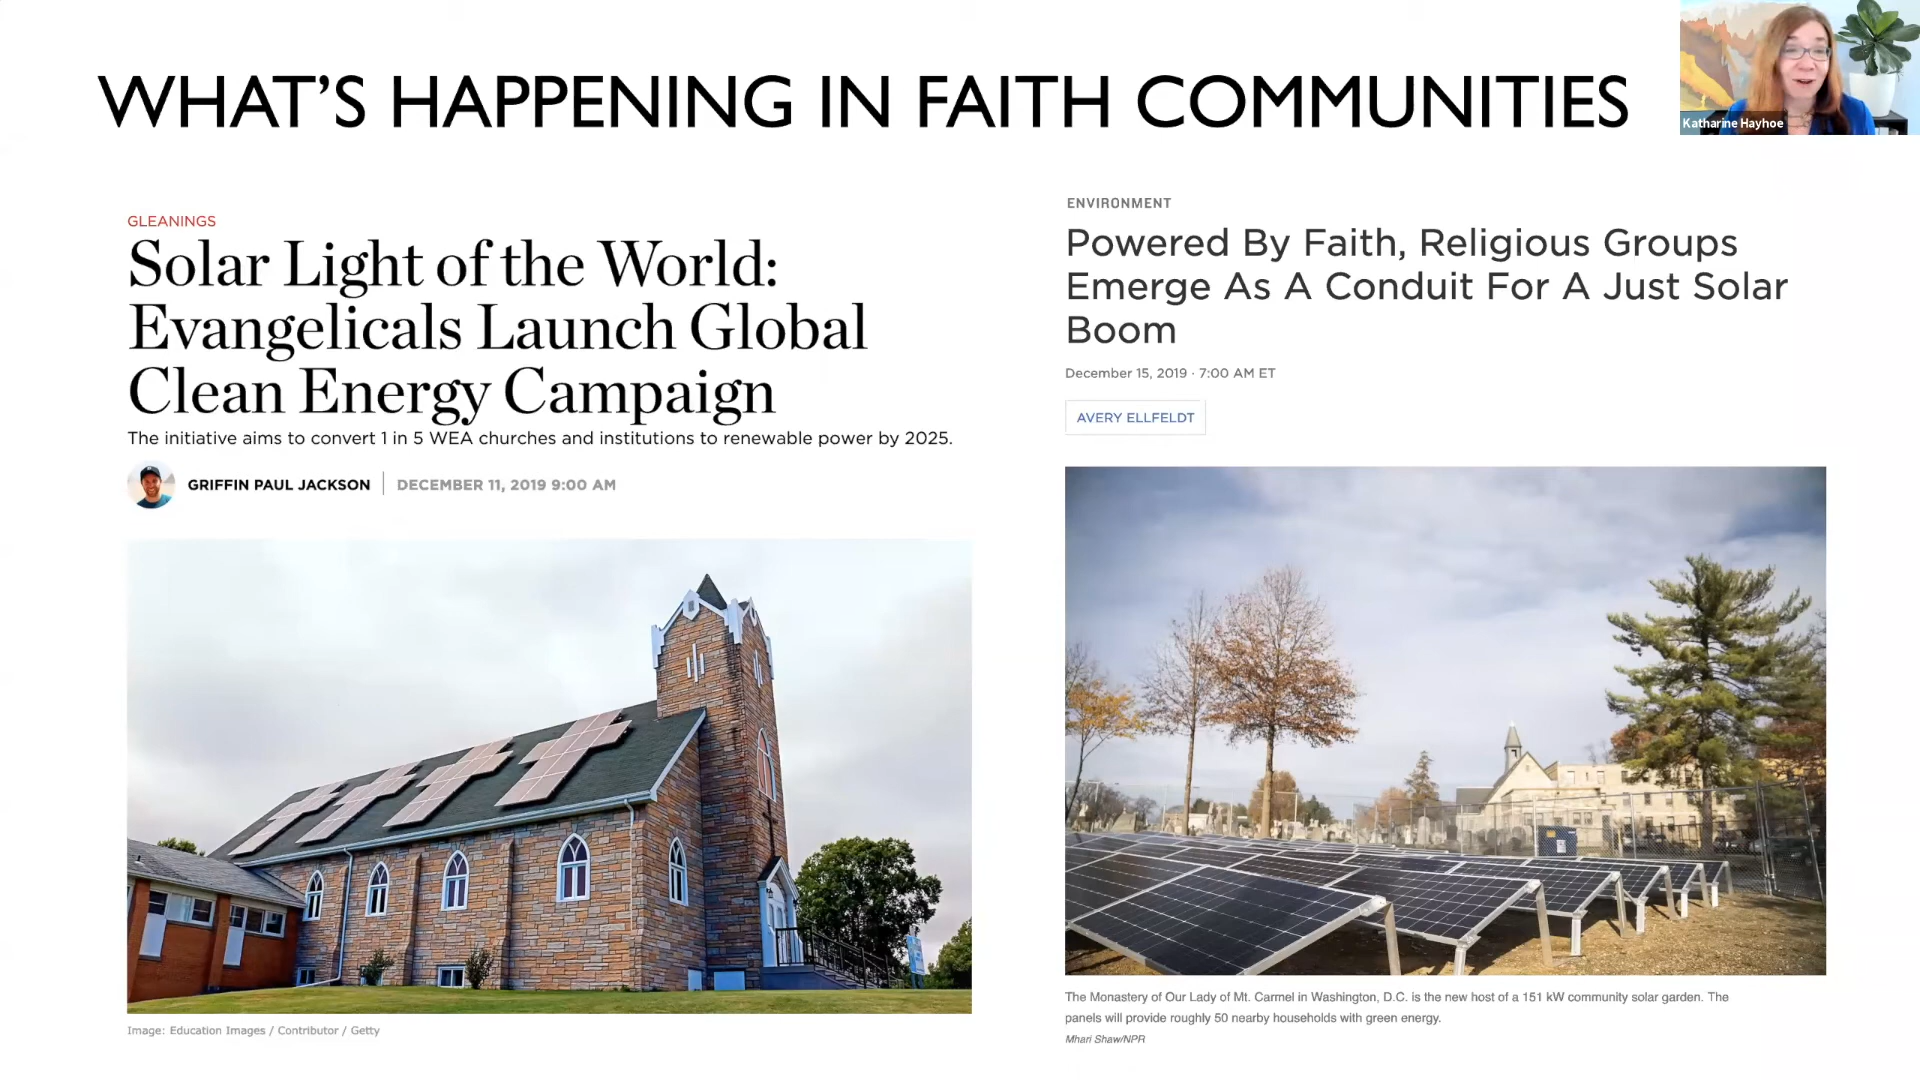 WHAT'S HAPPENING IN FAITH COMMUNITIES
Katharine Hayhoe
GLEANINGS
Solar Light of the World:
Evangelicals Launch Global
Clean Energy Campaign
The initiative aims to convert 1 in 5 WEA churches and institutions to renewable power by 2025.
GRIFFIN PAUL JACKSON | DECEMBER 11, 2019 9:00 AM
Image: Education Images / Contributor / Getty
ENVIRONMENT
Powered By Faith, Religious Groups
Emerge As A Conduit For A Just Solar
Boom
December 15, 2019 · 7:00 AM ET
AVERY ELLFELDT
The Monastery of Our Lady of Mt. Carmel in Washington, D.C. is the new host of a 151 kW community solar garden. The
panels will provide roughly 50 nearby households with green energy.
Mhari Shaw/NPR